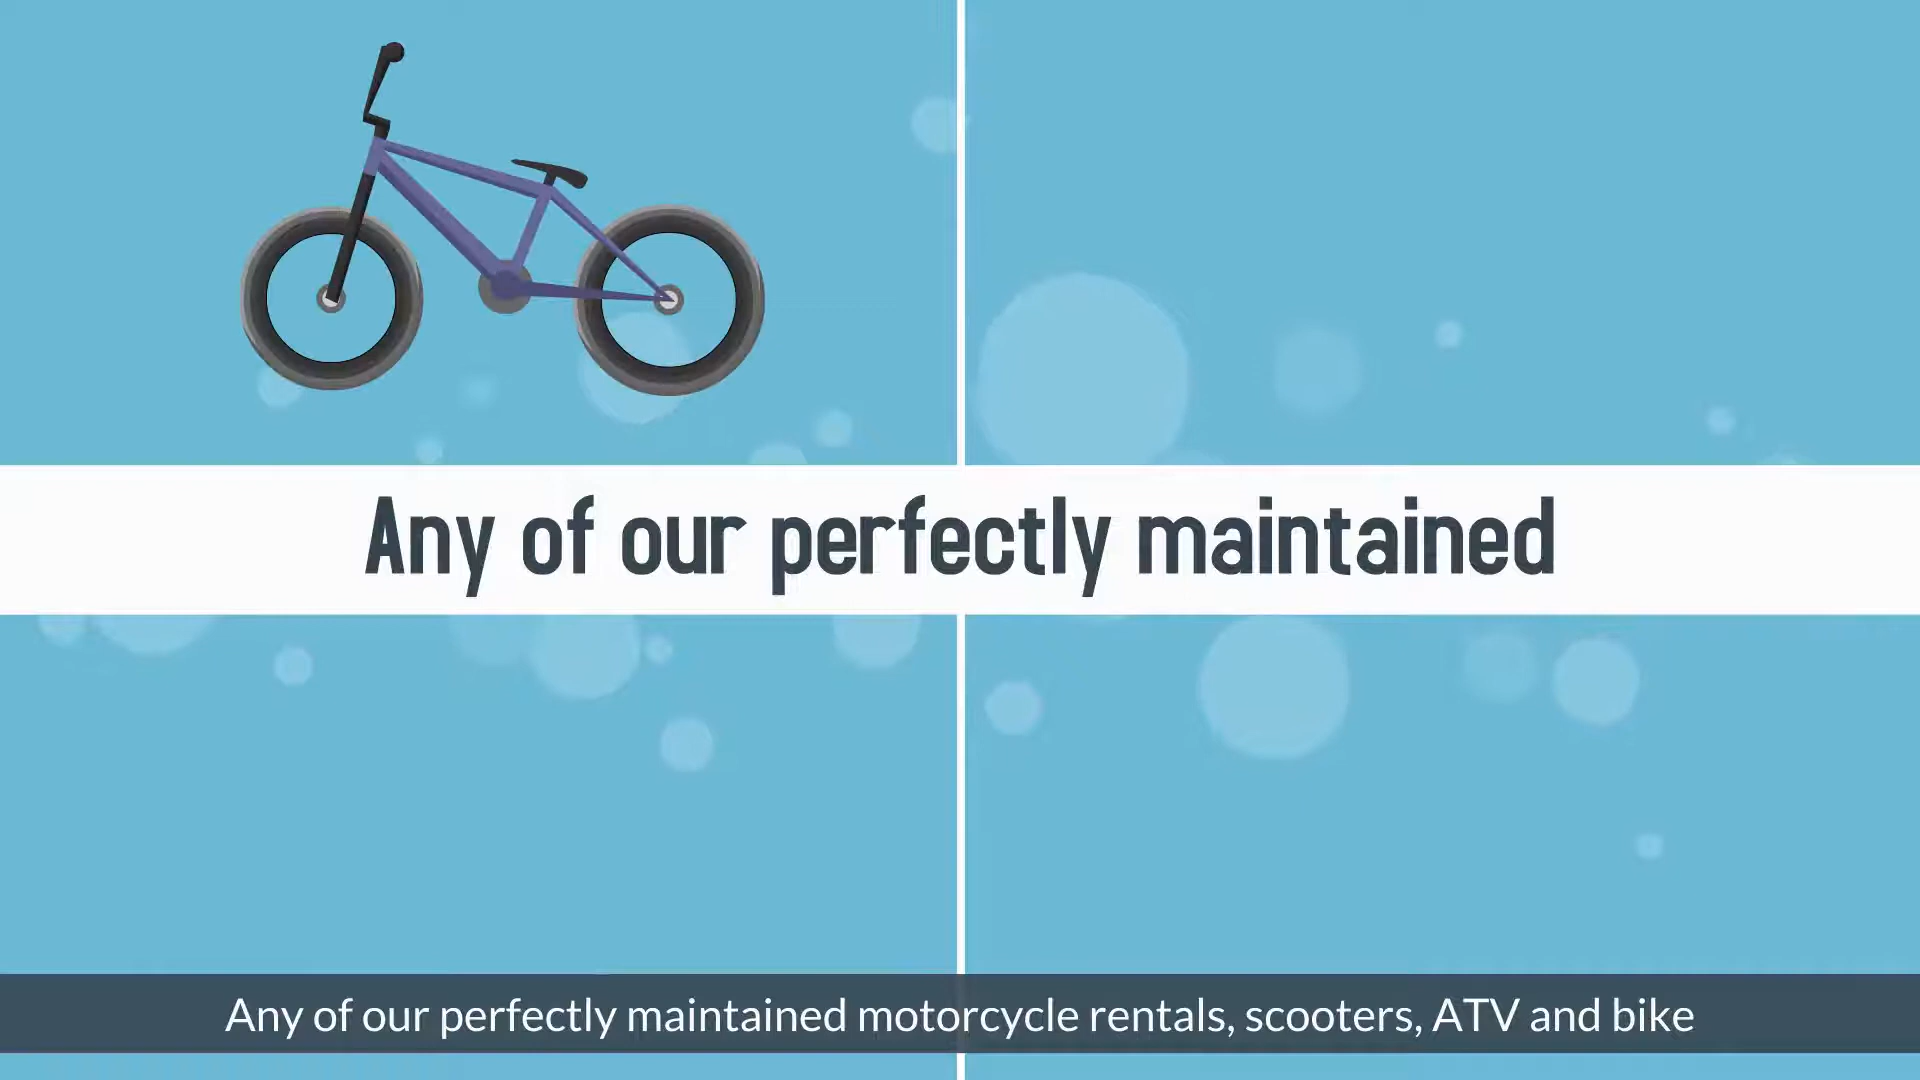 Any of our perfectly maintained
Any of our perfectly maintained motorcycle rentals, scooters, ATV and bike